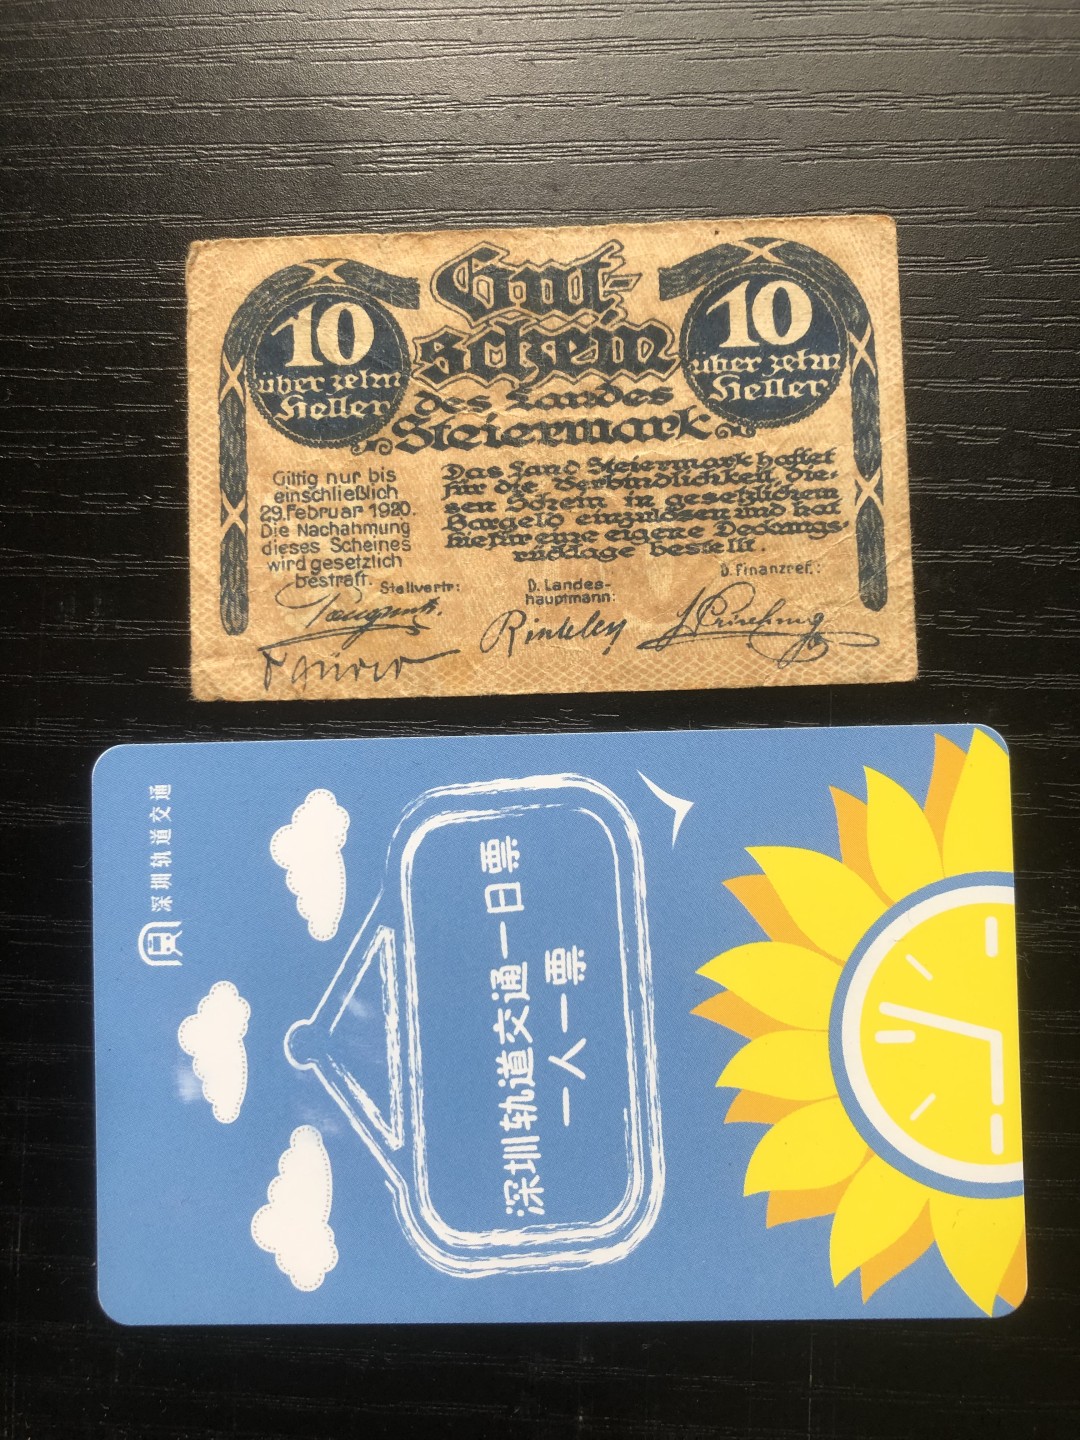 Gut-
schein
des Landes
Steiermark
10
über zehn
Heller
10
über zehn
Heller
Giltig nur bis
einschließlich
29. Februar 1920.
Die Nachahmung
dieses Scheines
wird gesetzlich
bestraft.
Das Land Steiermark haftet
für die Verbindlichkeit, die-
sen Schein in gesetzlichem
Bargeld einzulösen und hat
hiefür eine eigene Deckungs-
rücklage bestellt.
Stellvertr:
D. Landes-
hauptmann:
D. Finanzref.:
Rintelen
深圳轨道交通
深圳轨道交通一日票
一人一票